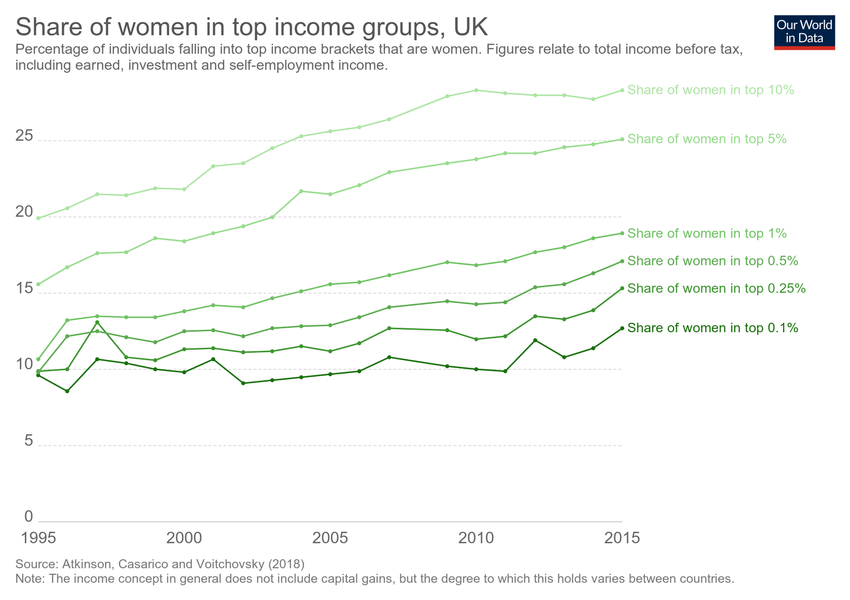 Share of women in top income groups, UK
Our World
in Data
Percentage of individuals falling into top income brackets that are women. Figures relate to total income before tax,
including earned, investment and self-employment income.
Share of women in top 10%
25
Share of women in top 5%
20
Share of women in top 1%
Share of women in top 0.5%
15
Share of women in top 0.25%
Share of women in top 0.1%
10
5
0
1995 2000 2005 2010 2015
Source: Atkinson, Casarico and Voitchovsky (2018)
Note: The income concept in general does not include capital gains, but the degree to which this holds varies between countries.